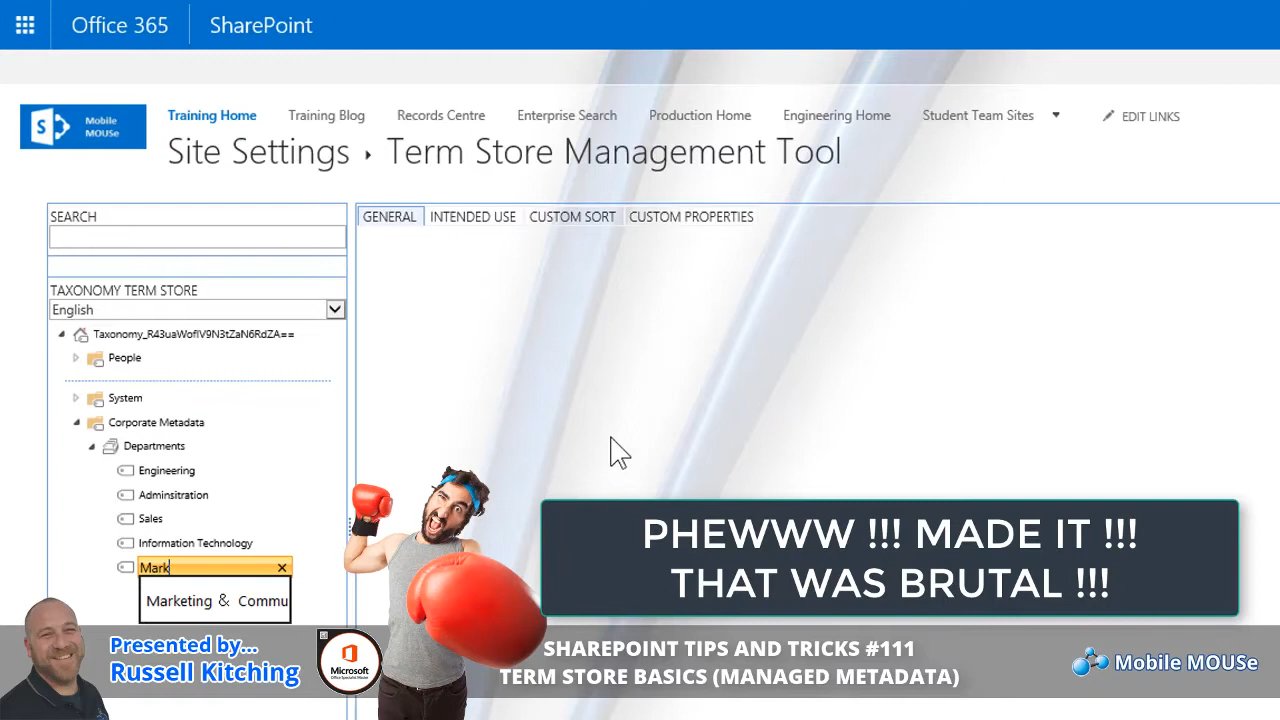 Office 365 SharePoint
Mobile MOUSe
Training Home Training Blog Records Centre Enterprise Search Production Home Engineering Home Student Team Sites EDIT LINKS
Site Settings Term Store Management Tool
SEARCH
GENERAL INTENDED USE CUSTOM SORT CUSTOM PROPERTIES
TAXONOMY TERM STORE
English
Taxonomy_R43uaWofIV9N3tZaN6RdZA==
People
System
Corporate Metadata
Departments
Engineering
Adminsitration
Sales
Information Technology
Mark
Marketing & Commu
PHEWWW !!! MADE IT !!!
THAT WAS BRUTAL !!!
Presented by...
Russell Kitching
Microsoft
Office Specialist Master
SHAREPOINT TIPS AND TRICKS #111
TERM STORE BASICS (MANAGED METADATA)
Mobile MOUSe